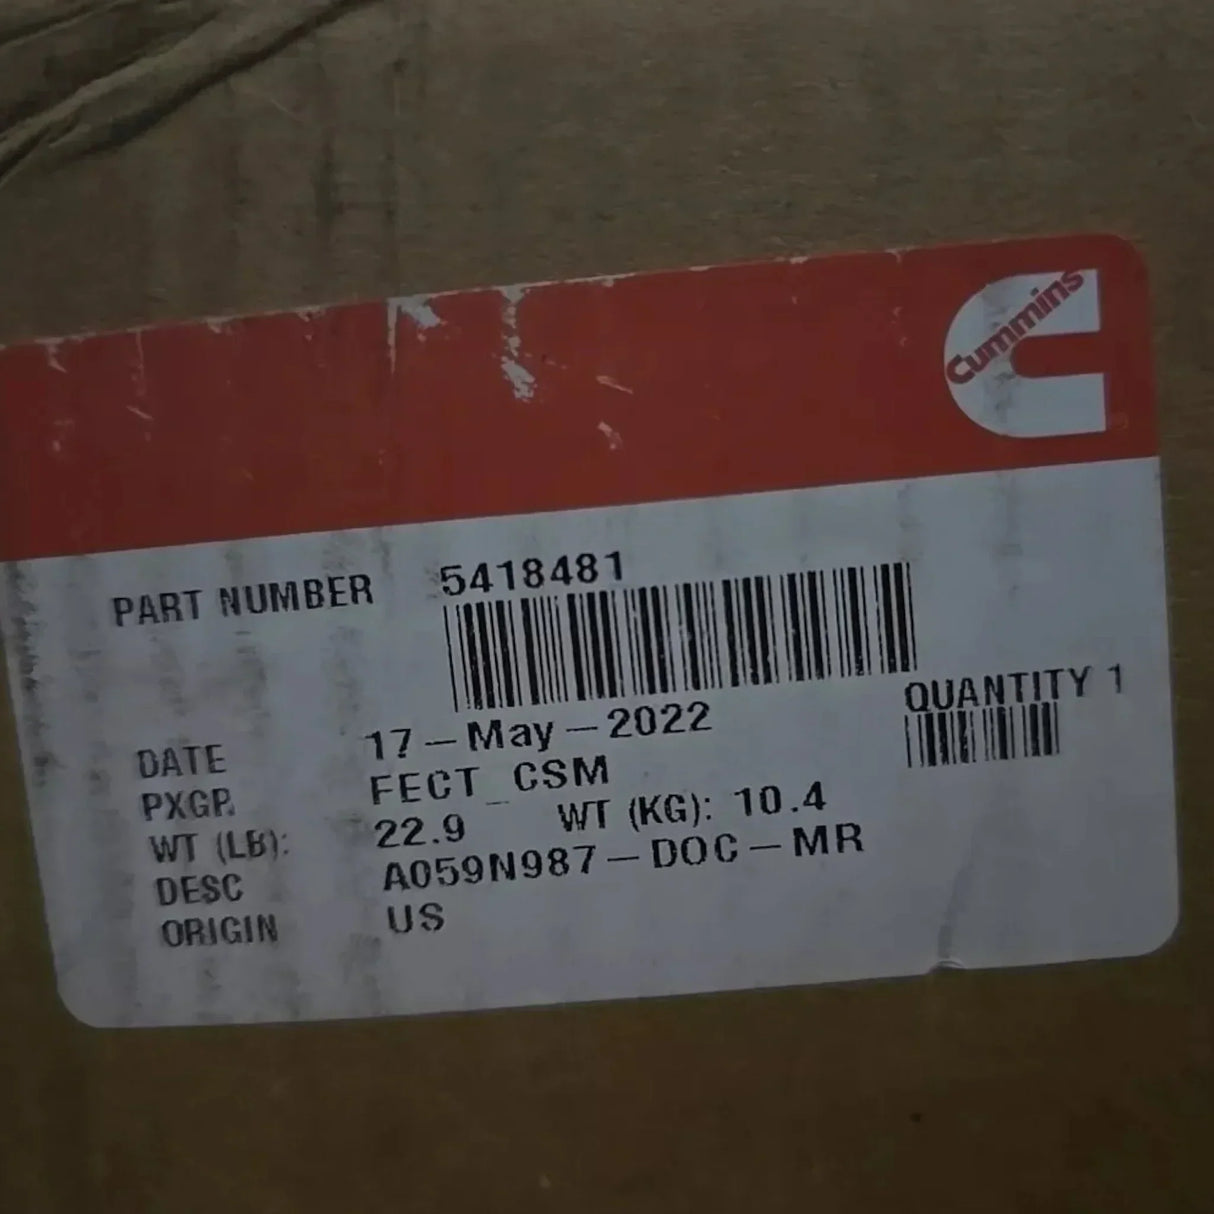 Cummins
PART NUMBER 5418481
QUANTITY 1
DATE 17-May-2022
PXGR FECT_CSM
WT (LB): 22.9 WT (KG): 10.4
DESC A059N987-DOC-MR
ORIGIN US